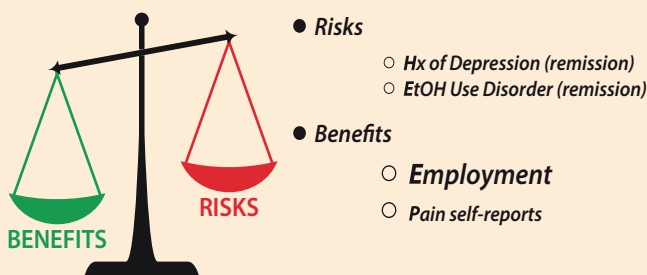 BENEFITS
RISKS
● Risks
○ Hx of Depression (remission)
○ EtOH Use Disorder (remission)
● Benefits
○ Employment
○ Pain self-reports